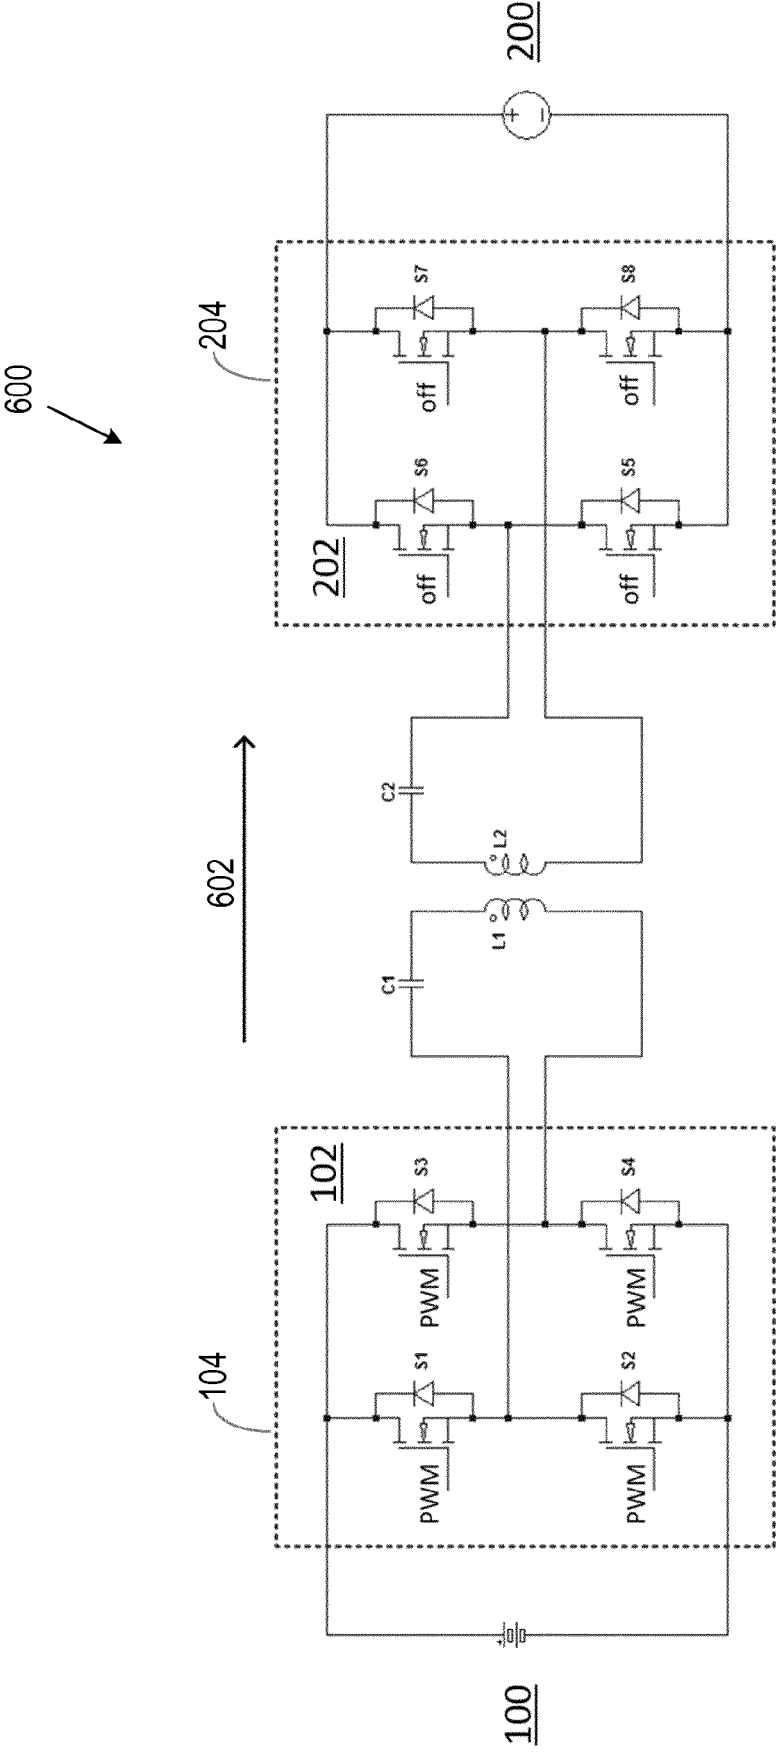 600
100
104
PWM
S1
PWM
S2
PWM
S3
PWM
S4
102
602
C1
L1
C2
L2
204
202
off
S6
off
S5
off
S7
off
S8
+
−
200